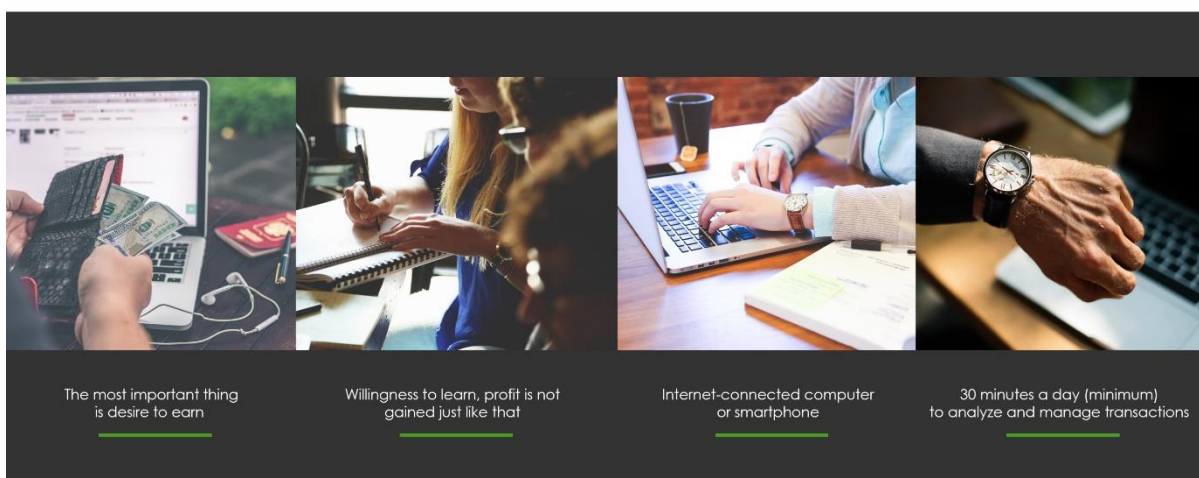 The most important thing
is desire to earn
Willingness to learn, profit is not
gained just like that
Internet-connected computer
or smartphone
30 minutes a day (minimum)
to analyze and manage transactions